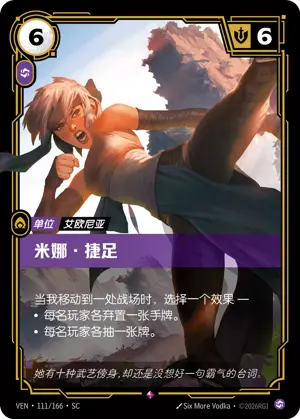 6
6
单位 艾欧尼亚
米娜·捷足
当我移动到一处战场时，选择一个效果 —
• 每名玩家各弃置一张手牌。
• 每名玩家各抽一张牌。
她有十种武艺傍身，却还是没想好一句霸气的台词。
VEN • 111/166 • SC
Six More Vodka • ©2026RGI